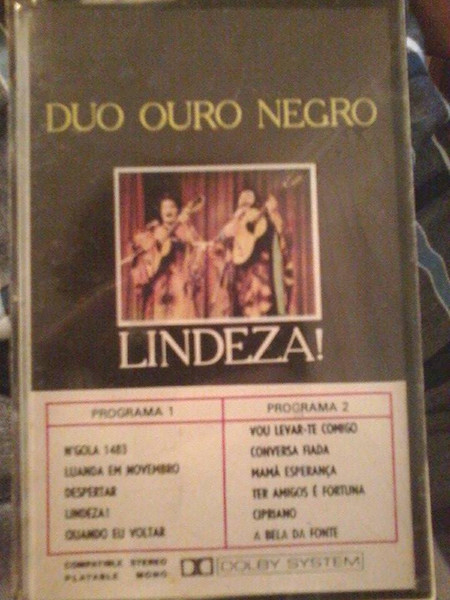 DUO OURO NEGRO
LINDEZA!
PROGRAMA 1
N'GOLA 1483
LUANDA EM NOVEMBRO
DESPERTAR
LINDEZA!
QUANDO EU VOLTAR
PROGRAMA 2
VOU LEVAR-TE COMIGO
CONVERSA FIADA
MAMÃ ESPERANÇA
TER AMIGOS É FORTUNA
CIPRIANO
A BELA DA FONTE
COMPATIBLE STEREO
PLAYABLE MONO
DOLBY SYSTEM